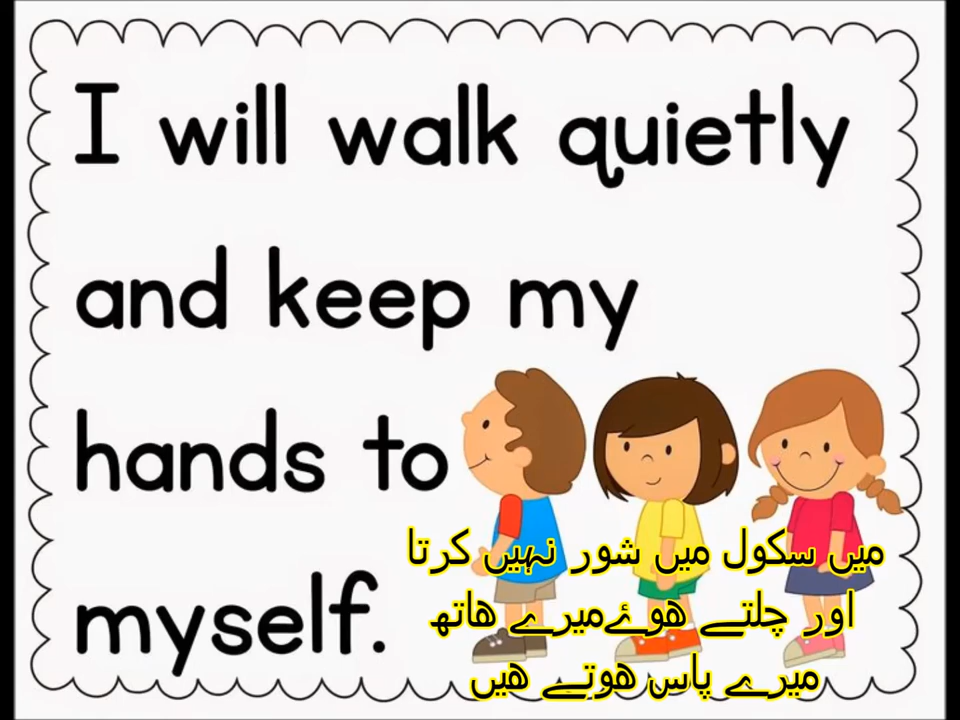 I will walk quietly
and keep my
hands to
myself.
میں سکول میں شور نہیں کرتا
اور چلتے ھوۓمیرے ھاتھ
میرے پاس ھوتے ھیں